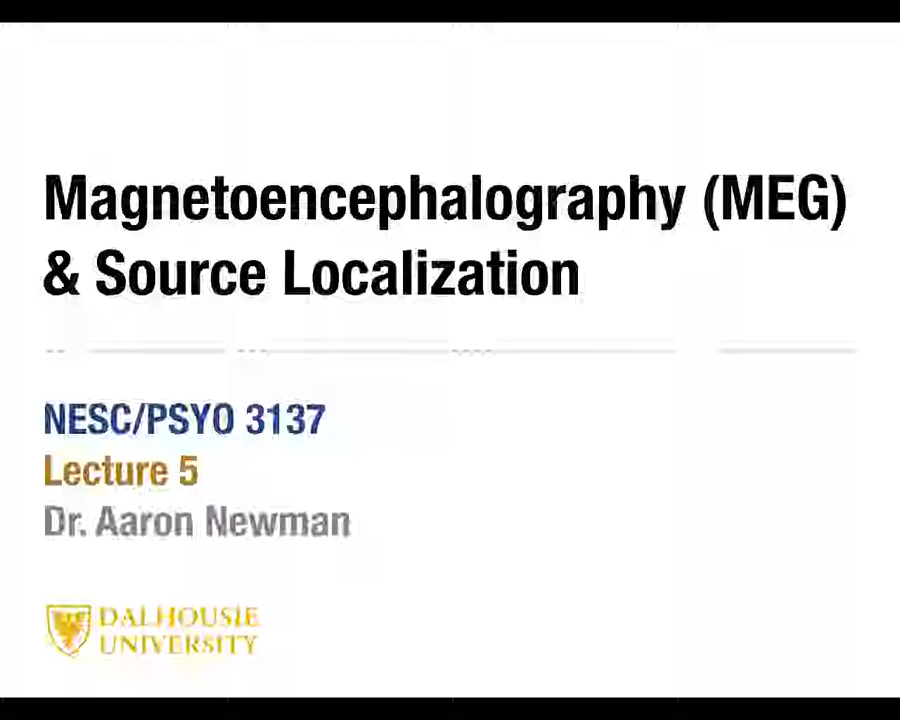 Magnetoencephalography (MEG)
& Source Localization
NESC/PSYO 3137
Lecture 5
Dr. Aaron Newman
DALHOUSIE
UNIVERSITY